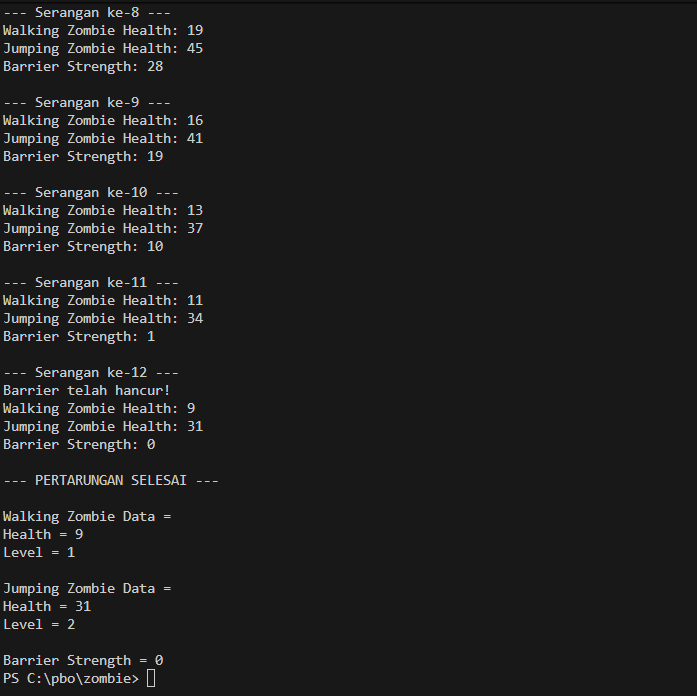 --- Serangan ke-8 ---
Walking Zombie Health: 19
Jumping Zombie Health: 45
Barrier Strength: 28
--- Serangan ke-9 ---
Walking Zombie Health: 16
Jumping Zombie Health: 41
Barrier Strength: 19
--- Serangan ke-10 ---
Walking Zombie Health: 13
Jumping Zombie Health: 37
Barrier Strength: 10
--- Serangan ke-11 ---
Walking Zombie Health: 11
Jumping Zombie Health: 34
Barrier Strength: 1
--- Serangan ke-12 ---
Barrier telah hancur!
Walking Zombie Health: 9
Jumping Zombie Health: 31
Barrier Strength: 0
--- PERTARUNGAN SELESAI ---
Walking Zombie Data =
Health = 9
Level = 1
Jumping Zombie Data =
Health = 31
Level = 2
Barrier Strength = 0
PS C:\pbo\zombie>